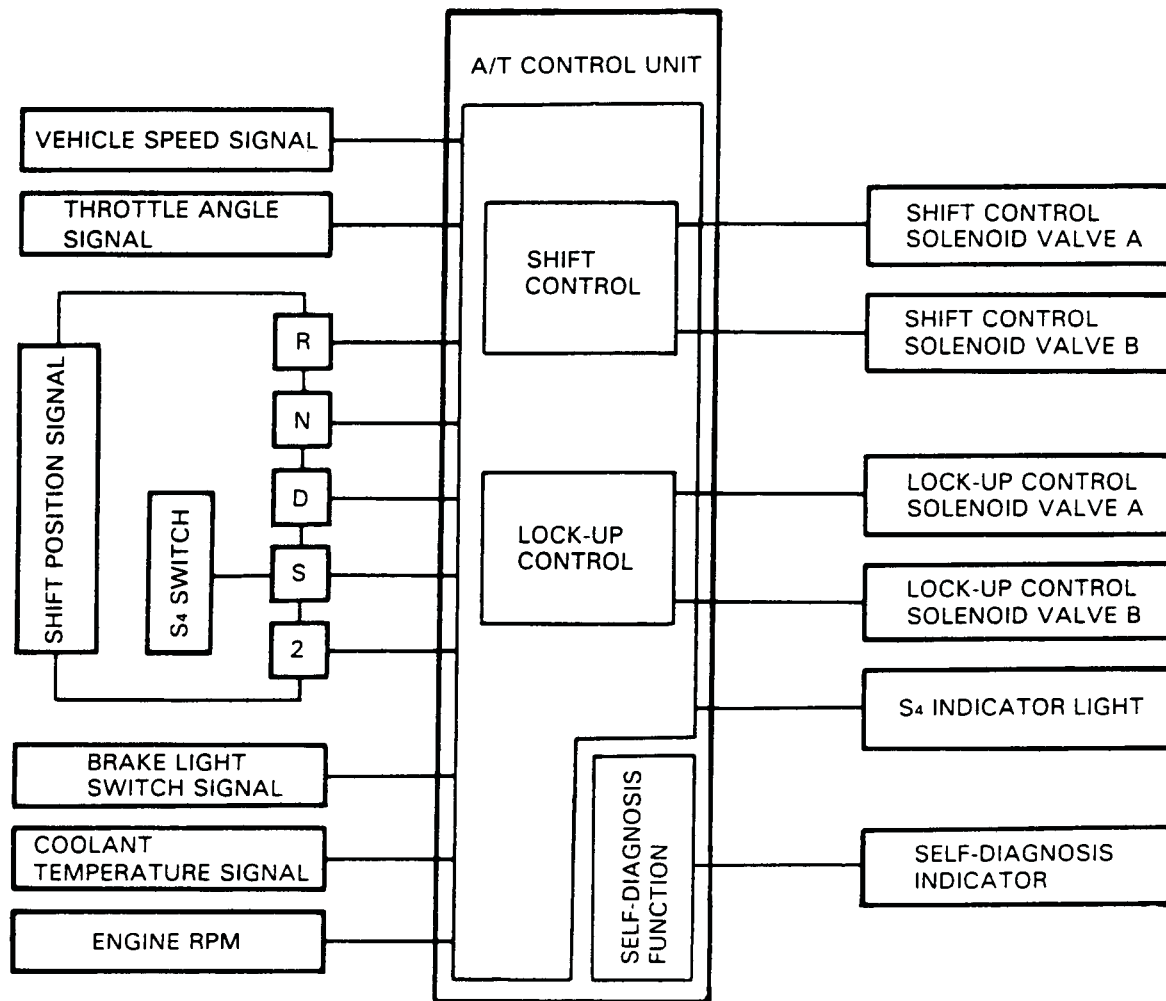 A/T CONTROL UNIT
VEHICLE SPEED SIGNAL
THROTTLE ANGLE
SIGNAL
SHIFT POSITION SIGNAL
S4 SWITCH
R
N
D
S
2
BRAKE LIGHT
SWITCH SIGNAL
COOLANT
TEMPERATURE SIGNAL
ENGINE RPM
SHIFT
CONTROL
LOCK-UP
CONTROL
SELF-DIAGNOSIS
FUNCTION
SHIFT CONTROL
SOLENOID VALVE A
SHIFT CONTROL
SOLENOID VALVE B
LOCK-UP CONTROL
SOLENOID VALVE A
LOCK-UP CONTROL
SOLENOID VALVE B
S4 INDICATOR LIGHT
SELF-DIAGNOSIS
INDICATOR